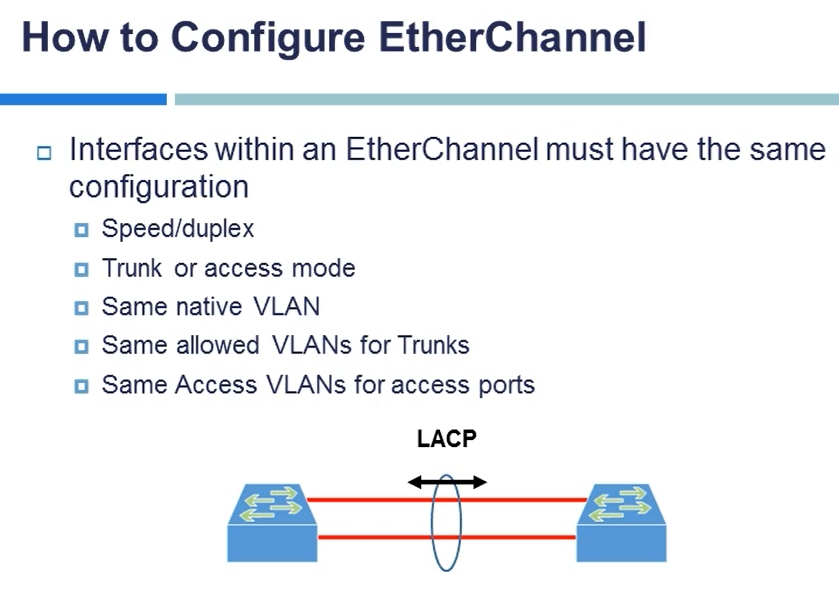 How to Configure EtherChannel
Interfaces within an EtherChannel must have the same
configuration
Speed/duplex
Trunk or access mode
Same native VLAN
Same allowed VLANs for Trunks
Same Access VLANs for access ports
LACP